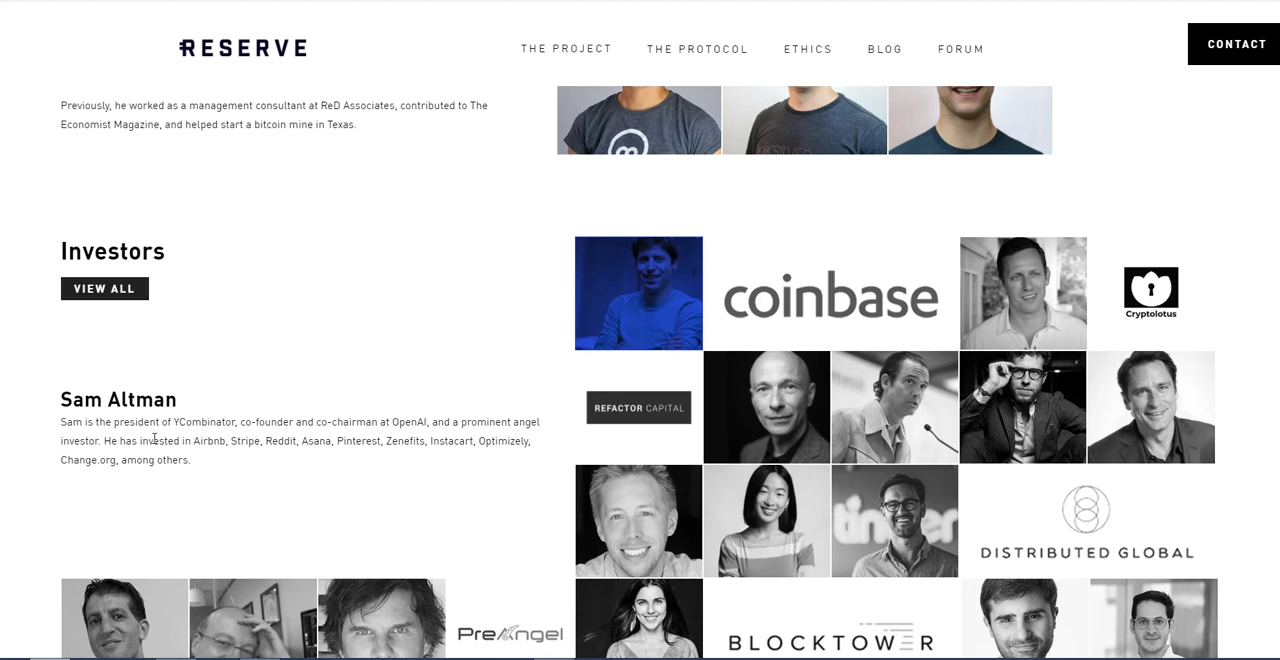 RESERVE
THE PROJECT THE PROTOCOL ETHICS BLOG FORUM
CONTACT
Previously, he worked as a management consultant at ReD Associates, contributed to The
Economist Magazine, and helped start a bitcoin mine in Texas.
Investors
VIEW ALL
coinbase
Cryptolotus
Sam Altman
Sam is the president of YCombinator, co-founder and co-chairman at OpenAI, and a prominent angel
investor. He has invested in Airbnb, Stripe, Reddit, Asana, Pinterest, Zenefits, Instacart, Optimizely,
Change.org, among others.
REFACTOR CAPITAL
DISTRIBUTED GLOBAL
PreAngel
BLOCKTOWER